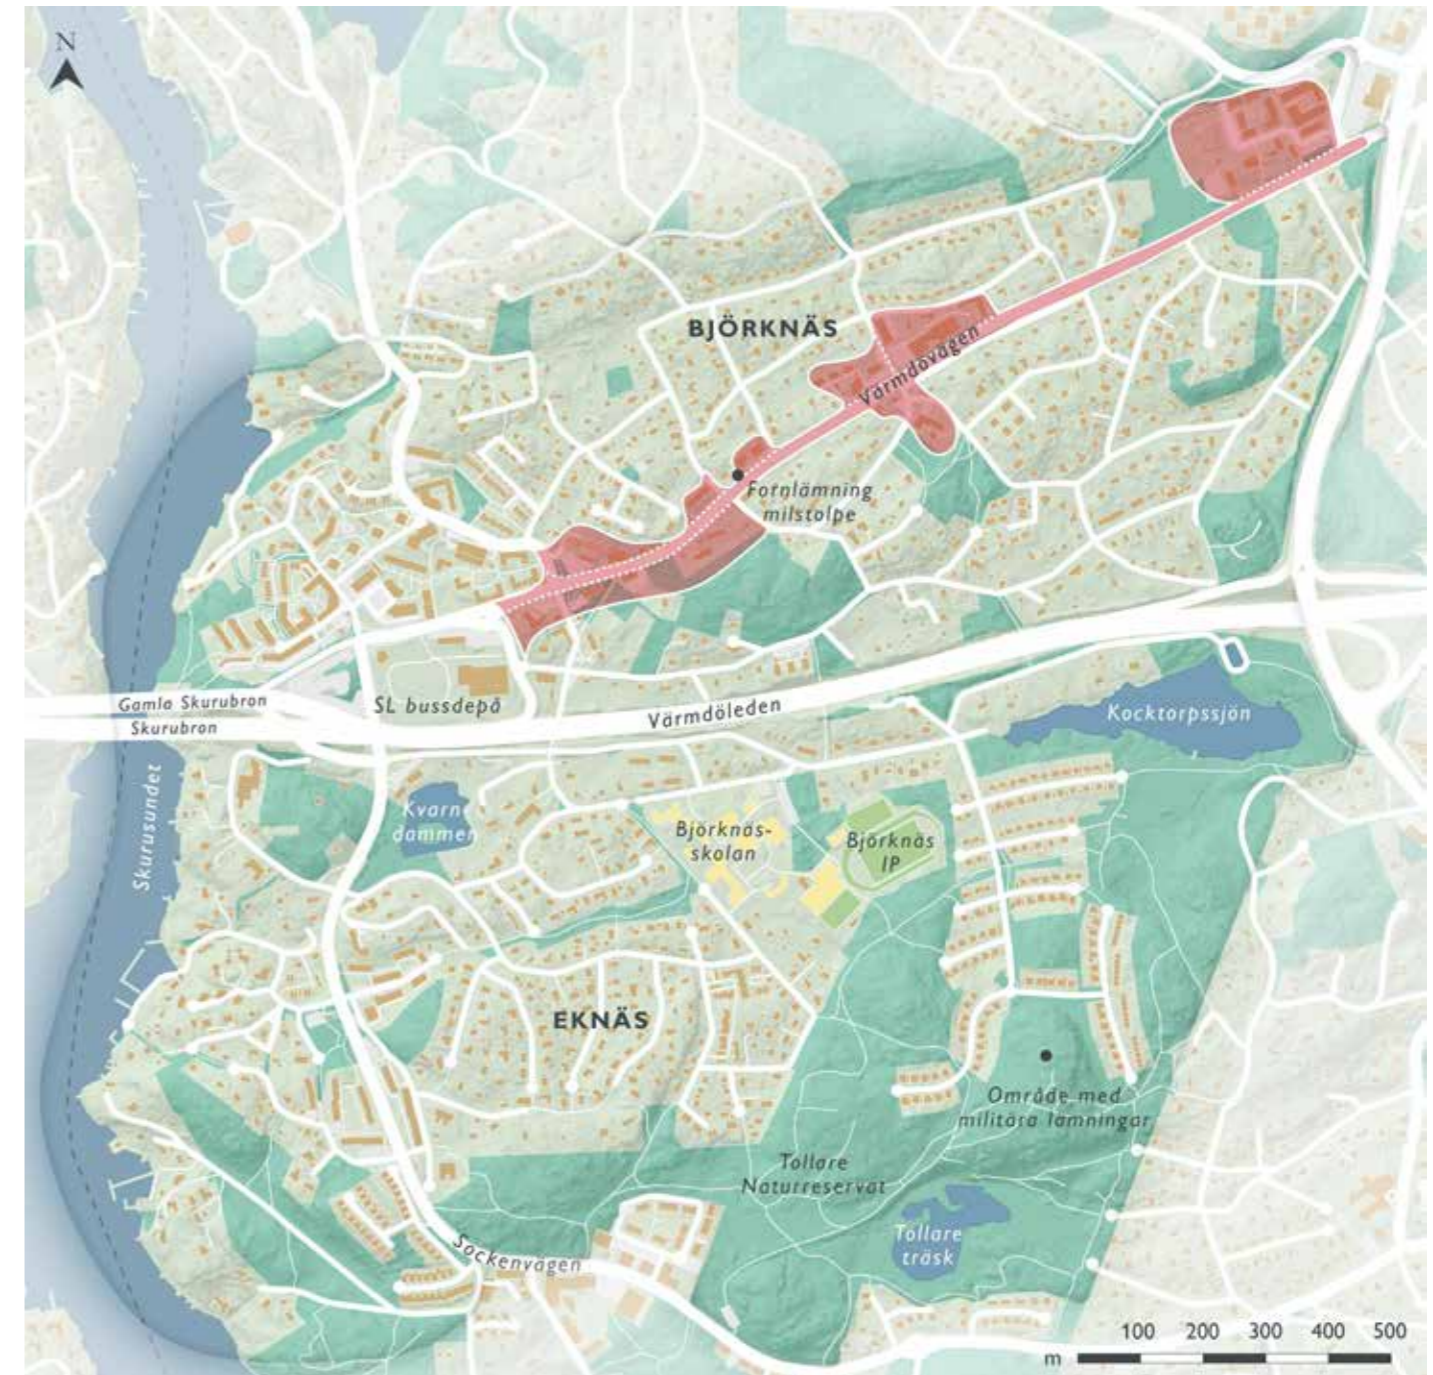 N
BJÖRKNÄS
Värmdövägen
Fornlämning
milstolpe
Gamla Skurubron
Skurubron
SL bussdepå
Värmdöleden
Kocktorpssjön
Skurusundet
Kvarn
dammen
Björknäs-
skolan
Björknäs
IP
EKNÄS
Område med
militära lämningar
Tollare
Naturreservat
Tollare
träsk
Sockenvägen
100 200 300 400 500
m